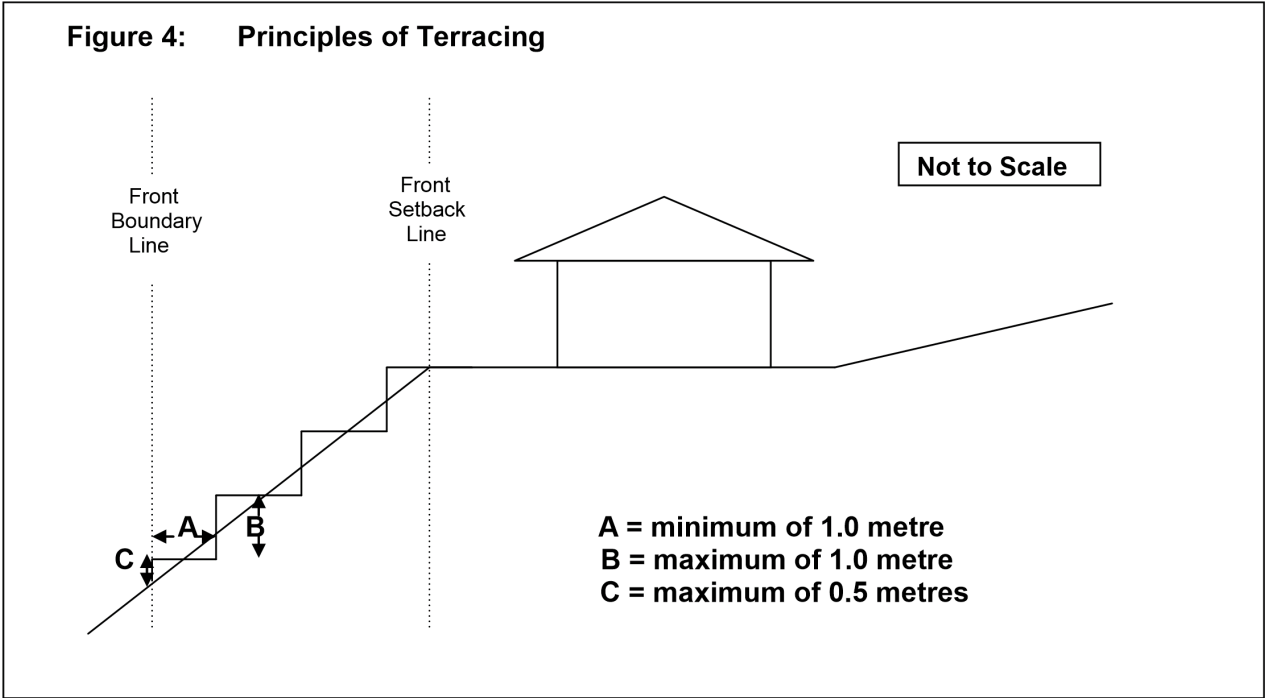 Figure 4: Principles of Terracing
Not to Scale
Front
Boundary
Line
Front
Setback
Line
A
B
C
A = minimum of 1.0 metre
B = maximum of 1.0 metre
C = maximum of 0.5 metres